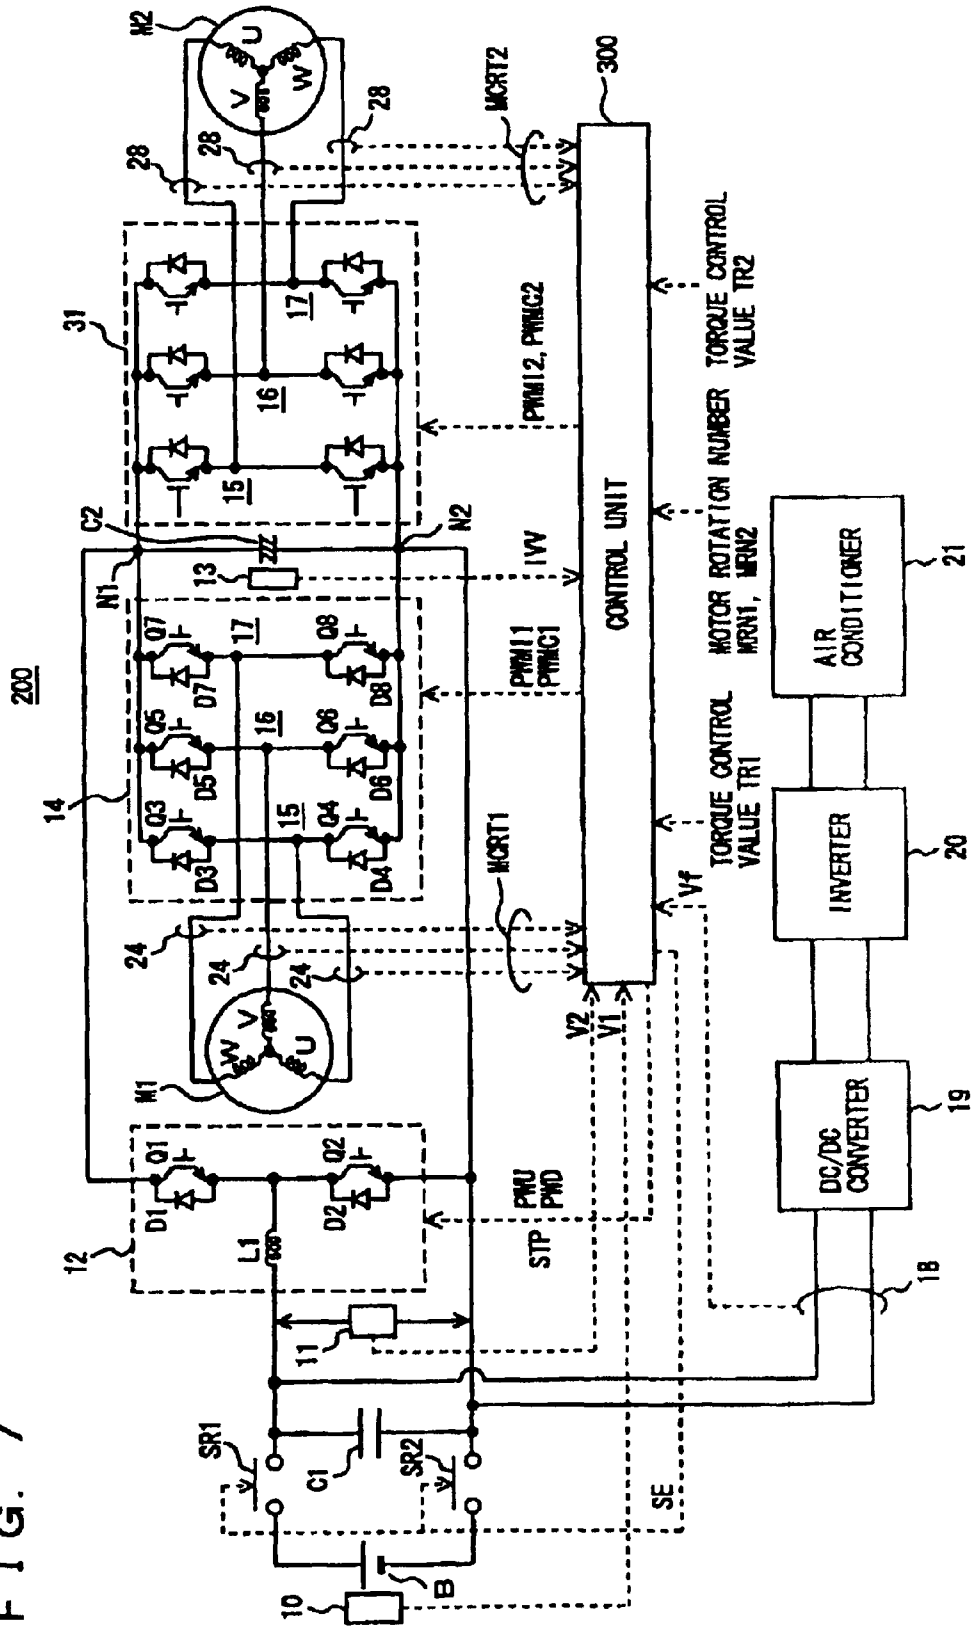 FIG. 7
200
M2
U
V
W
28
28
28
MCRT2
31
17
16
15
PWMI2, PWMC2
300
C2
N1
N2
13
IVV
14
Q7
Q5
Q3
D7
D5
D3
17
16
15
Q8
Q6
Q4
D8
D6
D4
PWMI1
PWMC1
CONTROL UNIT
TORQUE CONTROL
VALUE TR1
MOTOR ROTATION NUMBER
MRN1, MRN2
TORQUE CONTROL
VALUE TR2
24
24
24
MCRT1
M1
W
V
U
V2
V1
Vf
12
Q1
D1
L1
Q2
D2
PWU
PWD
STP
11
SR1
C1
SR2
SE
10
B
18
DC/DC
CONVERTER
19
INVERTER
20
AIR
CONDITIONER
21